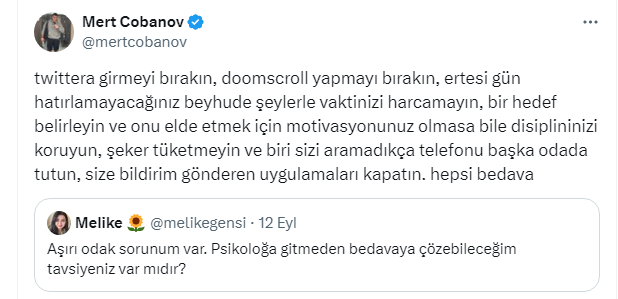 Mert Cobanov
@mertcobanov
twittera girmeyi bırakın, doomscroll yapmayı bırakın, ertesi gün
hatırlamayacağınız beyhude şeylerle vaktinizi harcamayın, bir hedef
belirleyin ve onu elde etmek için motivasyonunuz olmasa bile disiplininizi
koruyun, şeker tüketmeyin ve biri sizi aramadıkça telefonu başka odada
tutun, size bildirim gönderen uygulamaları kapatın. hepsi bedava
Melike 🌻 @melikegensi · 12 Eyl
Aşırı odak sorunum var. Psikoloğa gitmeden bedavaya çözebileceğim
tavsiyeniz var mıdır?